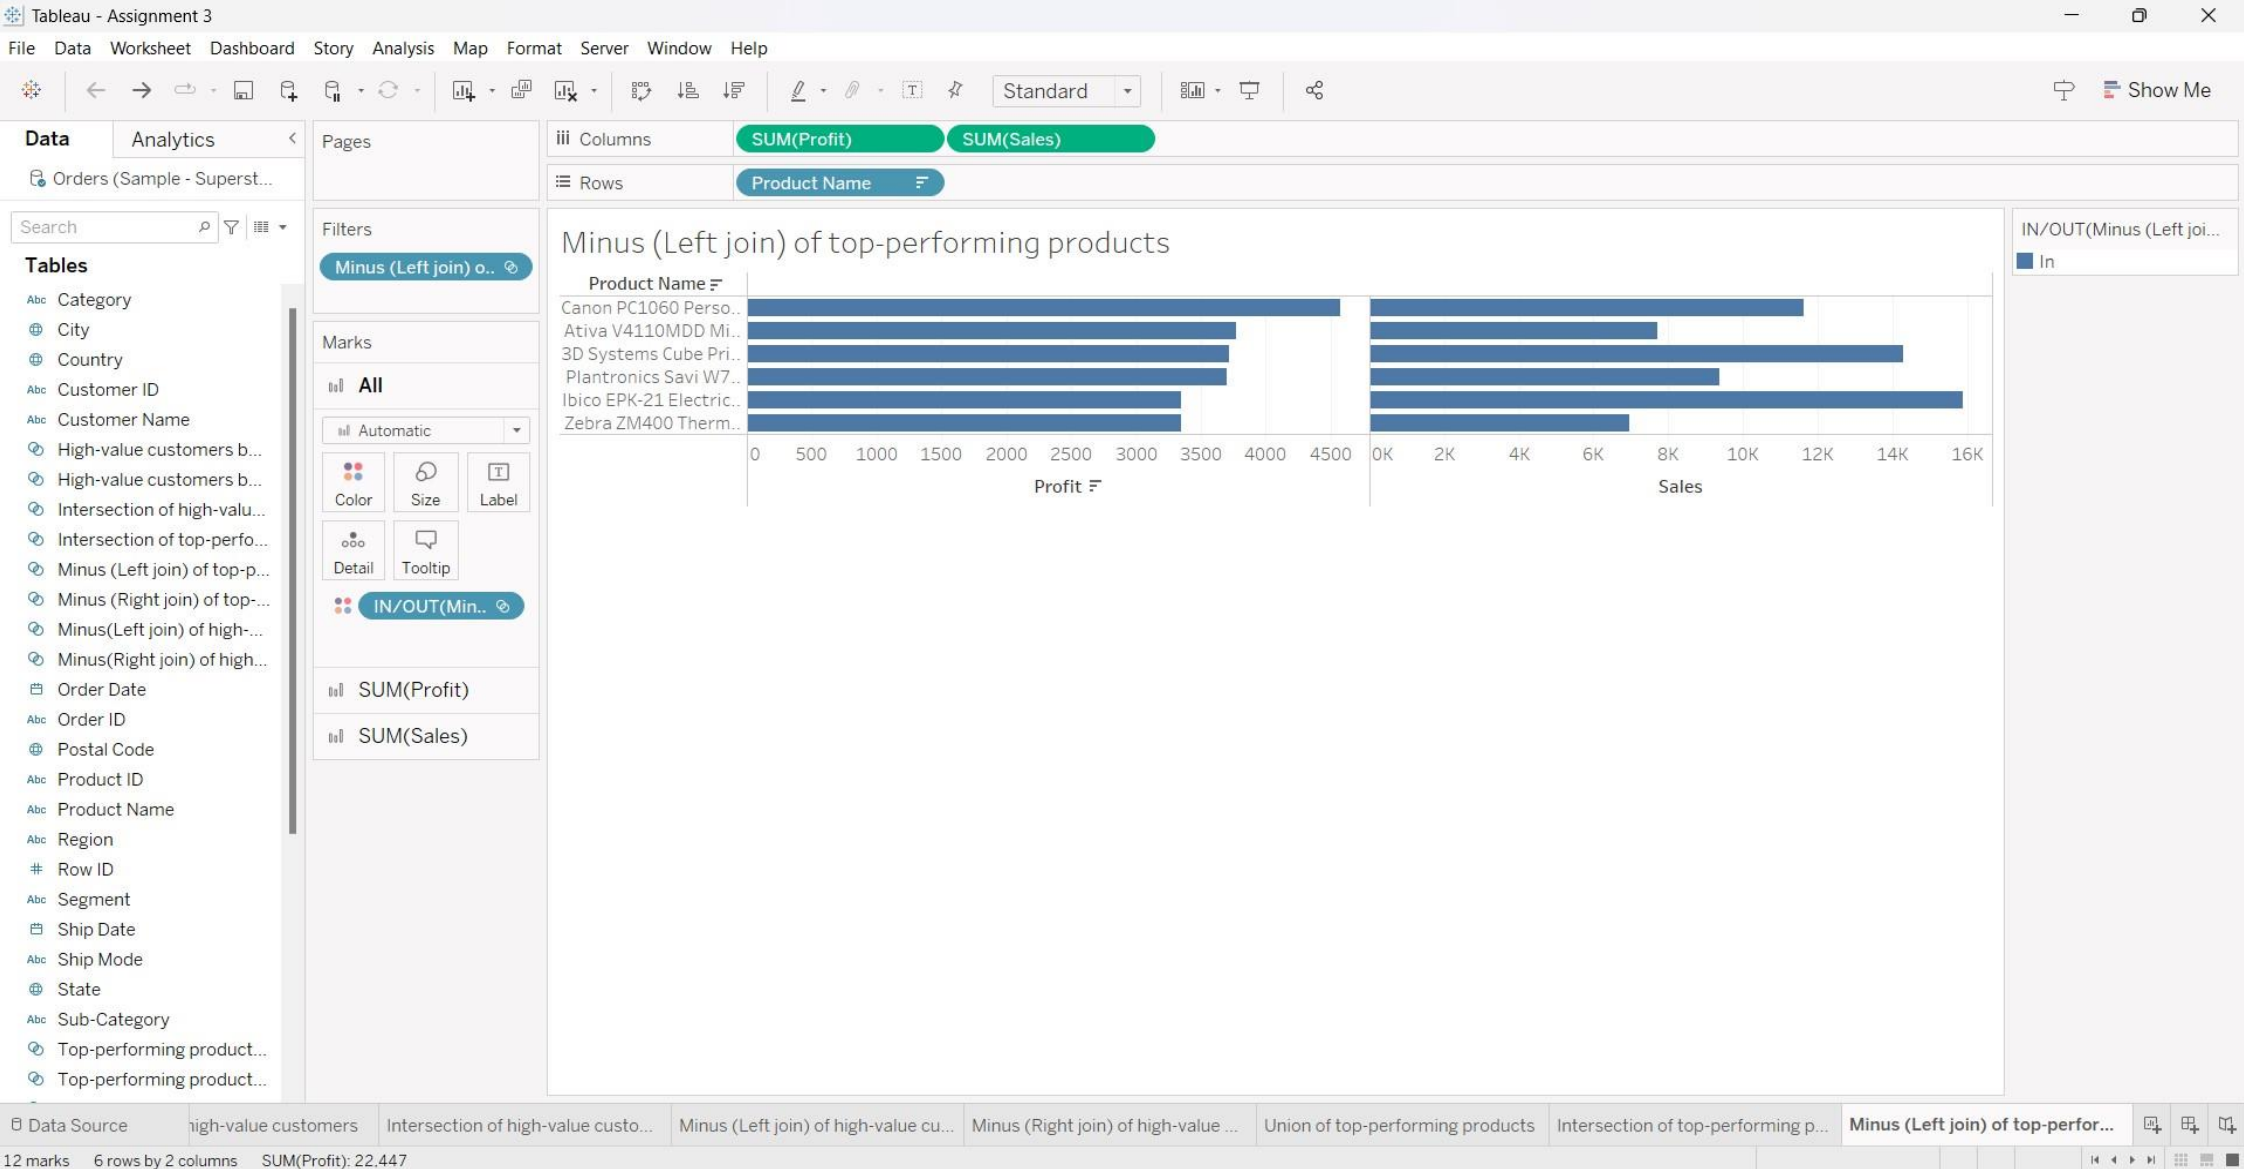 Tableau - Assignment 3
File Data Worksheet Dashboard Story Analysis Map Format Server Window Help
Standard
Show Me
Data Analytics
Orders (Sample - Superst...
Search
Tables
Abc Category
City
Country
Abc Customer ID
Abc Customer Name
High-value customers b...
High-value customers b...
Intersection of high-valu...
Intersection of top-perfo...
Minus (Left join) of top-p...
Minus (Right join) of top-...
Minus(Left join) of high-...
Minus(Right join) of high...
Order Date
Abc Order ID
Postal Code
Abc Product ID
Abc Product Name
Abc Region
# Row ID
Abc Segment
Ship Date
Abc Ship Mode
State
Abc Sub-Category
Top-performing product...
Top-performing product...
Pages
Filters
Minus (Left join) o..
Marks
All
Automatic
Color Size Label
Detail Tooltip
IN/OUT(Min..
SUM(Profit)
SUM(Sales)
Columns SUM(Profit) SUM(Sales)
Rows Product Name
Minus (Left join) of top-performing products
Product Name
Canon PC1060 Perso..
Ativa V4110MDD Mi..
3D Systems Cube Pri..
Plantronics Savi W7..
Ibico EPK-21 Electric..
Zebra ZM400 Therm..
0 500 1000 1500 2000 2500 3000 3500 4000 4500 0K 2K 4K 6K 8K 10K 12K 14K 16K
Profit Sales
IN/OUT(Minus (Left joi...
In
Data Source high-value customers Intersection of high-value custo... Minus (Left join) of high-value cu... Minus (Right join) of high-value ... Union of top-performing products Intersection of top-performing p... Minus (Left join) of top-perfor...
12 marks 6 rows by 2 columns SUM(Profit): 22,447